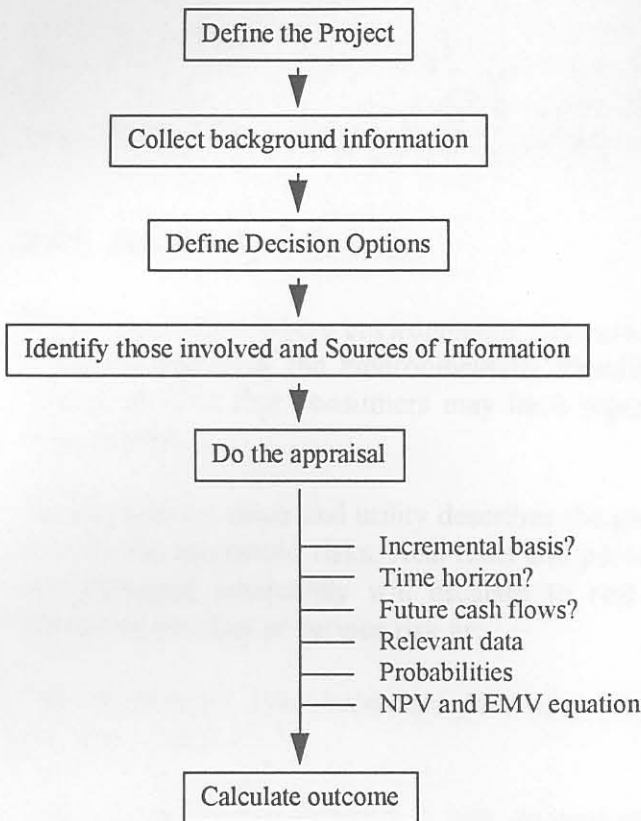 Define the Project
Collect background information
Define Decision Options
Identify those involved and Sources of Information
Do the appraisal
Incremental basis?
Time horizon?
Future cash flows?
Relevant data
Probabilities
NPV and EMV equation
Calculate outcome